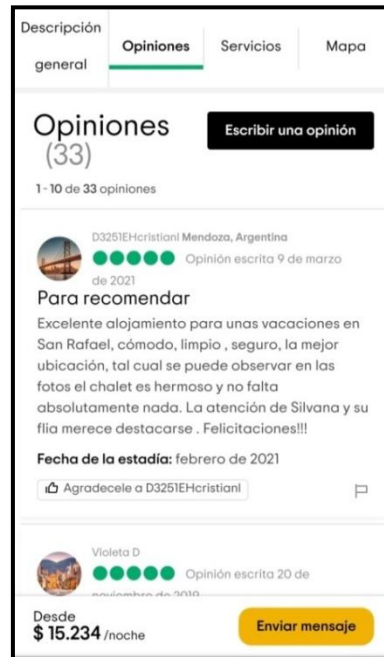 Descripción
general
Opiniones
Servicios
Mapa
Opiniones
(33)
Escribir una opinión
1 - 10 de 33 opiniones
D3251EHcristianl Mendoza, Argentina
Opinión escrita 9 de marzo
de 2021
Para recomendar
Excelente alojamiento para unas vacaciones en
San Rafael, cómodo, limpio , seguro, la mejor
ubicación, tal cual se puede observar en las
fotos el chalet es hermoso y no falta
absolutamente nada. La atención de Silvana y su
flia merece destacarse . Felicitaciones!!!
Fecha de la estadía: febrero de 2021
Agradecele a D3251EHcristianl
Violeta D
Opinión escrita 20 de
noviembre de 2019
Desde
$ 15.234 /noche
Enviar mensaje